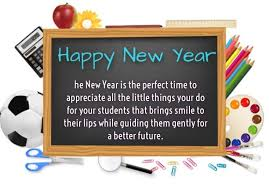 Happy New Year
he New Year is the perfect time to
appreciate all the little things your do
for your students that brings smile to
their lips while guiding them gently for
a better future.